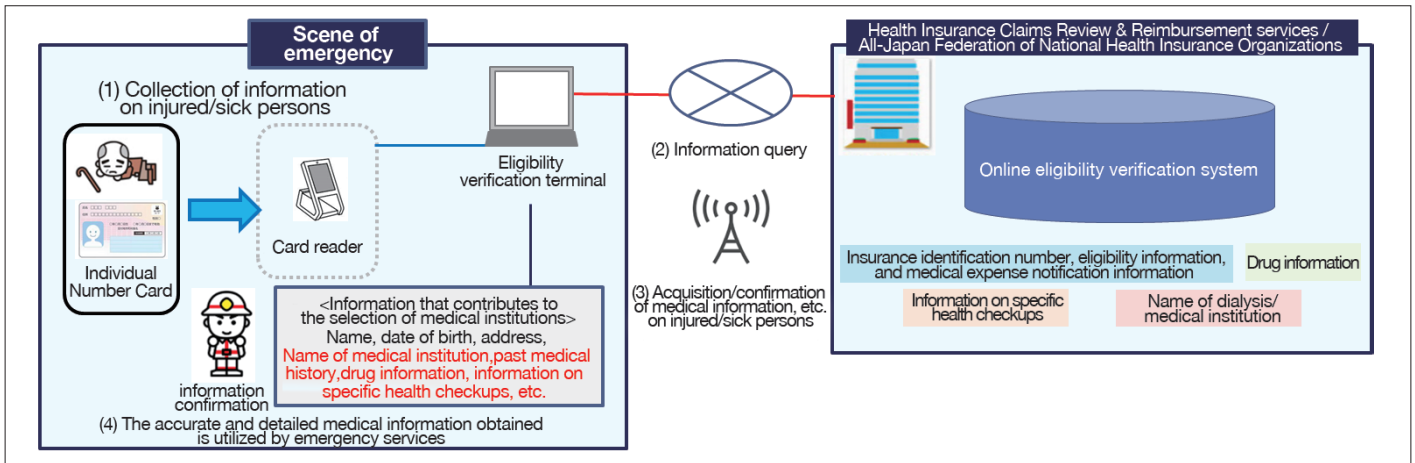 Scene of
emergency
(1) Collection of information
on injured/sick persons
Individual
Number Card
Card reader
Eligibility
verification terminal
<Information that contributes to
the selection of medical institutions>
Name, date of birth, address,
Name of medical institution,past medical
history,drug information, information on
specific health checkups, etc.
information
confirmation
(4) The accurate and detailed medical information obtained
is utilized by emergency services
(2) Information query
(3) Acquisition/confirmation
of medical information, etc.
on injured/sick persons
Health Insurance Claims Review & Reimbursement services /
All-Japan Federation of National Health Insurance Organizations
Online eligibility verification system
Insurance identification number, eligibility information,
and medical expense notification information
Drug information
Information on specific
health checkups
Name of dialysis/
medical institution